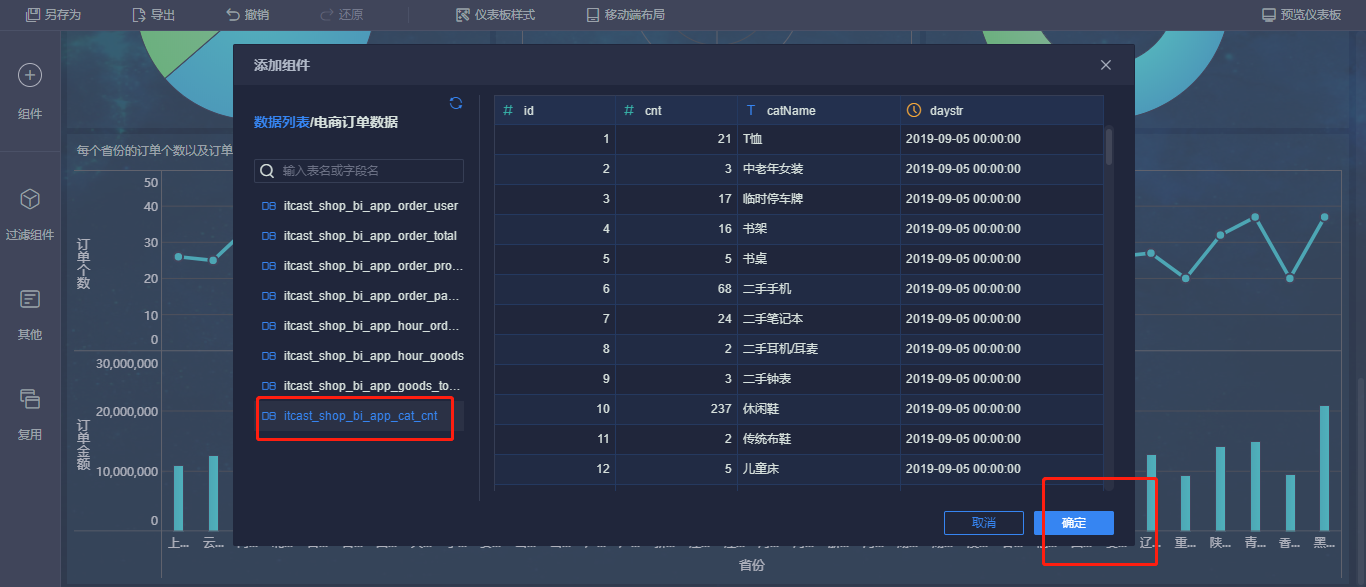 另存为 导出 撤销 还原 仪表板样式 移动端布局 预览仪表板
组件
过滤组件
其他
复用
每个省份的订单个数以及订单
50
40
30
20
10
0
订单个数
30,000,000
20,000,000
10,000,000
0
订单金额
添加组件
数据列表/电商订单数据
输入表名或字段名
DB itcast_shop_bi_app_order_user
DB itcast_shop_bi_app_order_total
DB itcast_shop_bi_app_order_pro...
DB itcast_shop_bi_app_order_pa...
DB itcast_shop_bi_app_hour_ord...
DB itcast_shop_bi_app_hour_goods
DB itcast_shop_bi_app_goods_to...
DB itcast_shop_bi_app_cat_cnt
# id # cnt T catName daystr
1 21 T恤 2019-09-05 00:00:00
2 3 中老年女装 2019-09-05 00:00:00
3 17 临时停车牌 2019-09-05 00:00:00
4 16 书架 2019-09-05 00:00:00
5 5 书桌 2019-09-05 00:00:00
6 68 二手手机 2019-09-05 00:00:00
7 24 二手笔记本 2019-09-05 00:00:00
8 2 二手耳机/耳麦 2019-09-05 00:00:00
9 3 二手钟表 2019-09-05 00:00:00
10 237 休闲鞋 2019-09-05 00:00:00
11 2 传统布鞋 2019-09-05 00:00:00
12 5 儿童床 2019-09-05 00:00:00
取消 确定
上... 云... 辽... 重... 陕... 青... 香... 黑...
省份